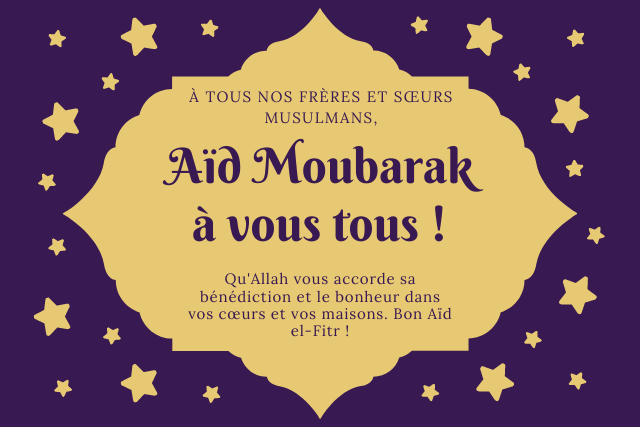 À TOUS NOS FRÈRES ET SŒURS
MUSULMANS,
Aïd Moubarak
à vous tous !
Qu'Allah vous accorde sa
bénédiction et le bonheur dans
vos cœurs et vos maisons. Bon Aïd
el-Fitr !